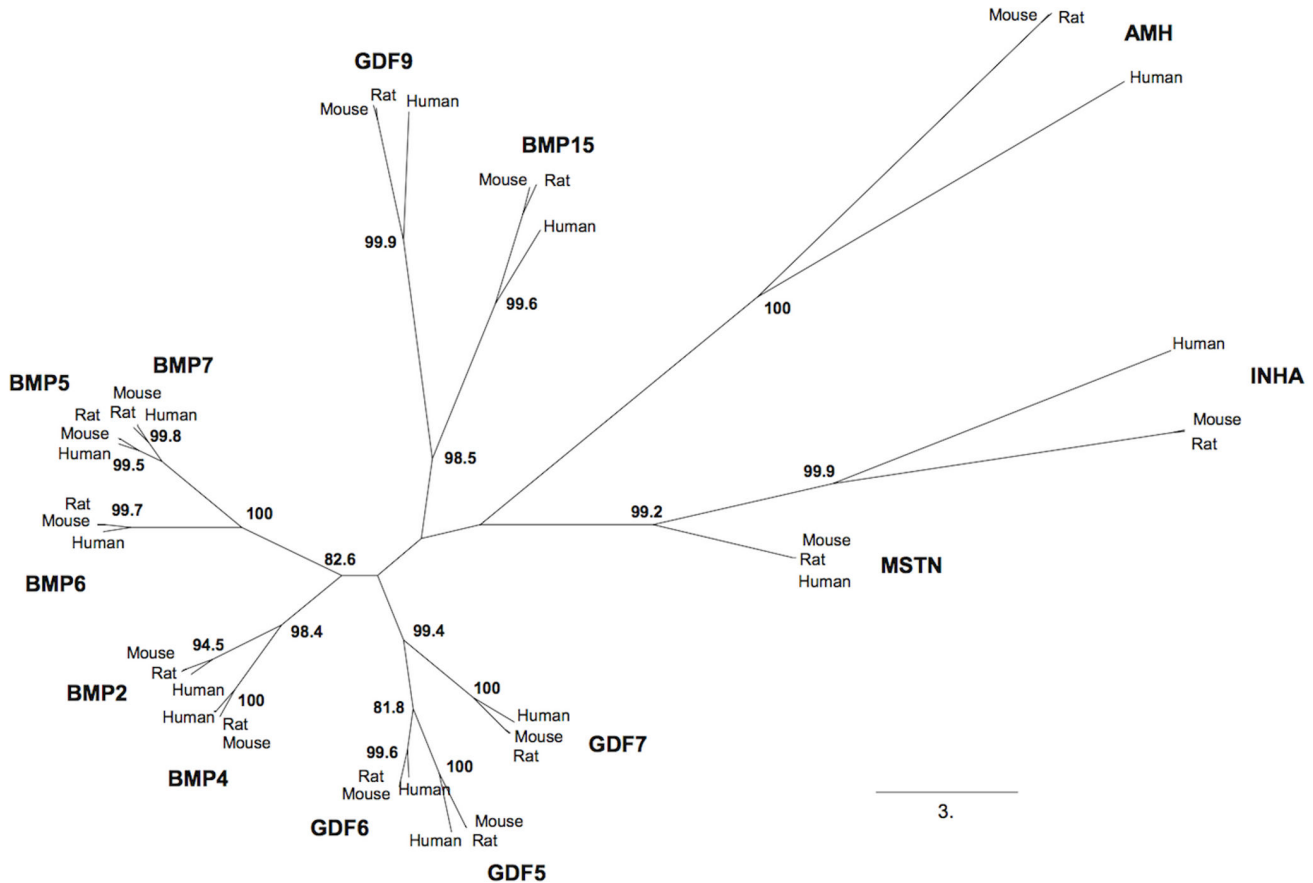 Mouse Rat
AMH
Human
GDF9
Rat
Mouse Human
99.9
BMP15
Mouse Rat
Human
99.6
98.5
100
Human
INHA
Mouse
Rat
99.9
99.2
Mouse
Rat
Human
MSTN
BMP7
BMP5
Mouse
Rat Rat Human
Mouse 99.8
Human
99.5
Rat
Mouse 99.7
Human
100
BMP6
82.6
98.4
94.5
Mouse
Rat
Human
BMP2
Human
100
Rat
Mouse
BMP4
99.4
100
Human
Mouse
Rat
GDF7
81.8
99.6
Rat
Mouse Human
GDF6
100
Mouse
Human Rat
GDF5
3.